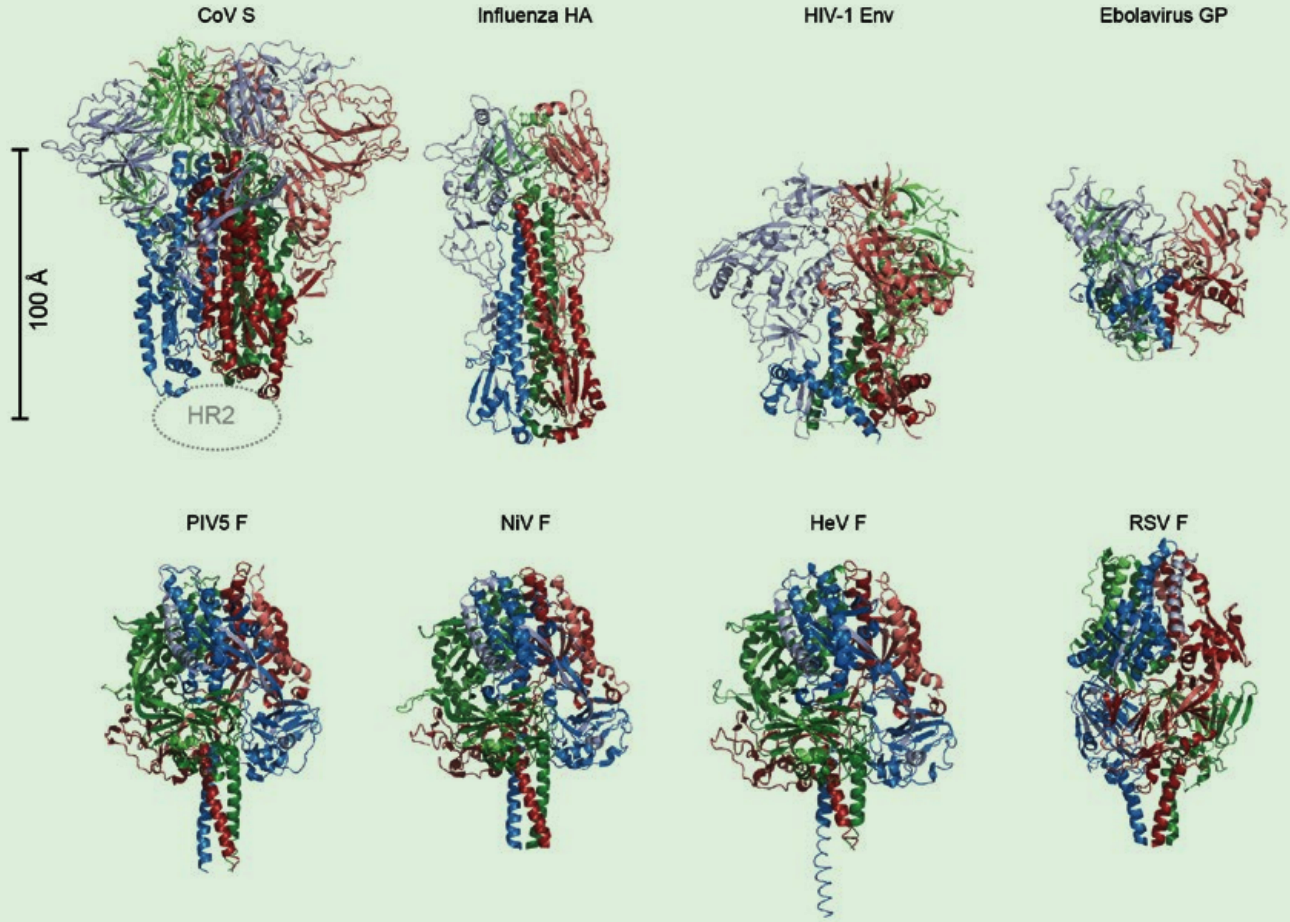 CoV S
Influenza HA
HIV-1 Env
Ebolavirus GP
100 Å
HR2
PIV5 F
NiV F
HeV F
RSV F